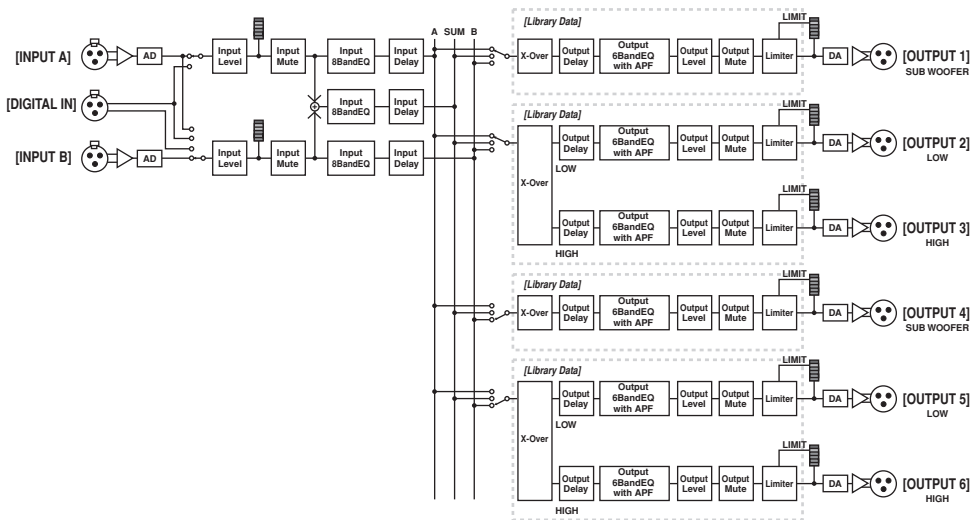 [Library Data]
LIMIT
A SUM B
[INPUT A]
AD
Input Level
Input Mute
Input 8BandEQ
Input Delay
X-Over
Output Delay
Output 6BandEQ with APF
Output Level
Output Mute
Limiter
DA
[OUTPUT 1]
SUB WOOFER
[DIGITAL IN]
Input 8BandEQ
Input Delay
[Library Data]
LIMIT
[INPUT B]
AD
Input Level
Input Mute
Input 8BandEQ
Input Delay
X-Over
Output Delay
Output 6BandEQ with APF
Output Level
Output Mute
Limiter
DA
[OUTPUT 2]
LOW
LOW
LIMIT
Output Delay
Output 6BandEQ with APF
Output Level
Output Mute
Limiter
DA
[OUTPUT 3]
HIGH
HIGH
[Library Data]
LIMIT
X-Over
Output Delay
Output 6BandEQ with APF
Output Level
Output Mute
Limiter
DA
[OUTPUT 4]
SUB WOOFER
[Library Data]
LIMIT
X-Over
Output Delay
Output 6BandEQ with APF
Output Level
Output Mute
Limiter
DA
[OUTPUT 5]
LOW
LOW
LIMIT
Output Delay
Output 6BandEQ with APF
Output Level
Output Mute
Limiter
DA
[OUTPUT 6]
HIGH
HIGH